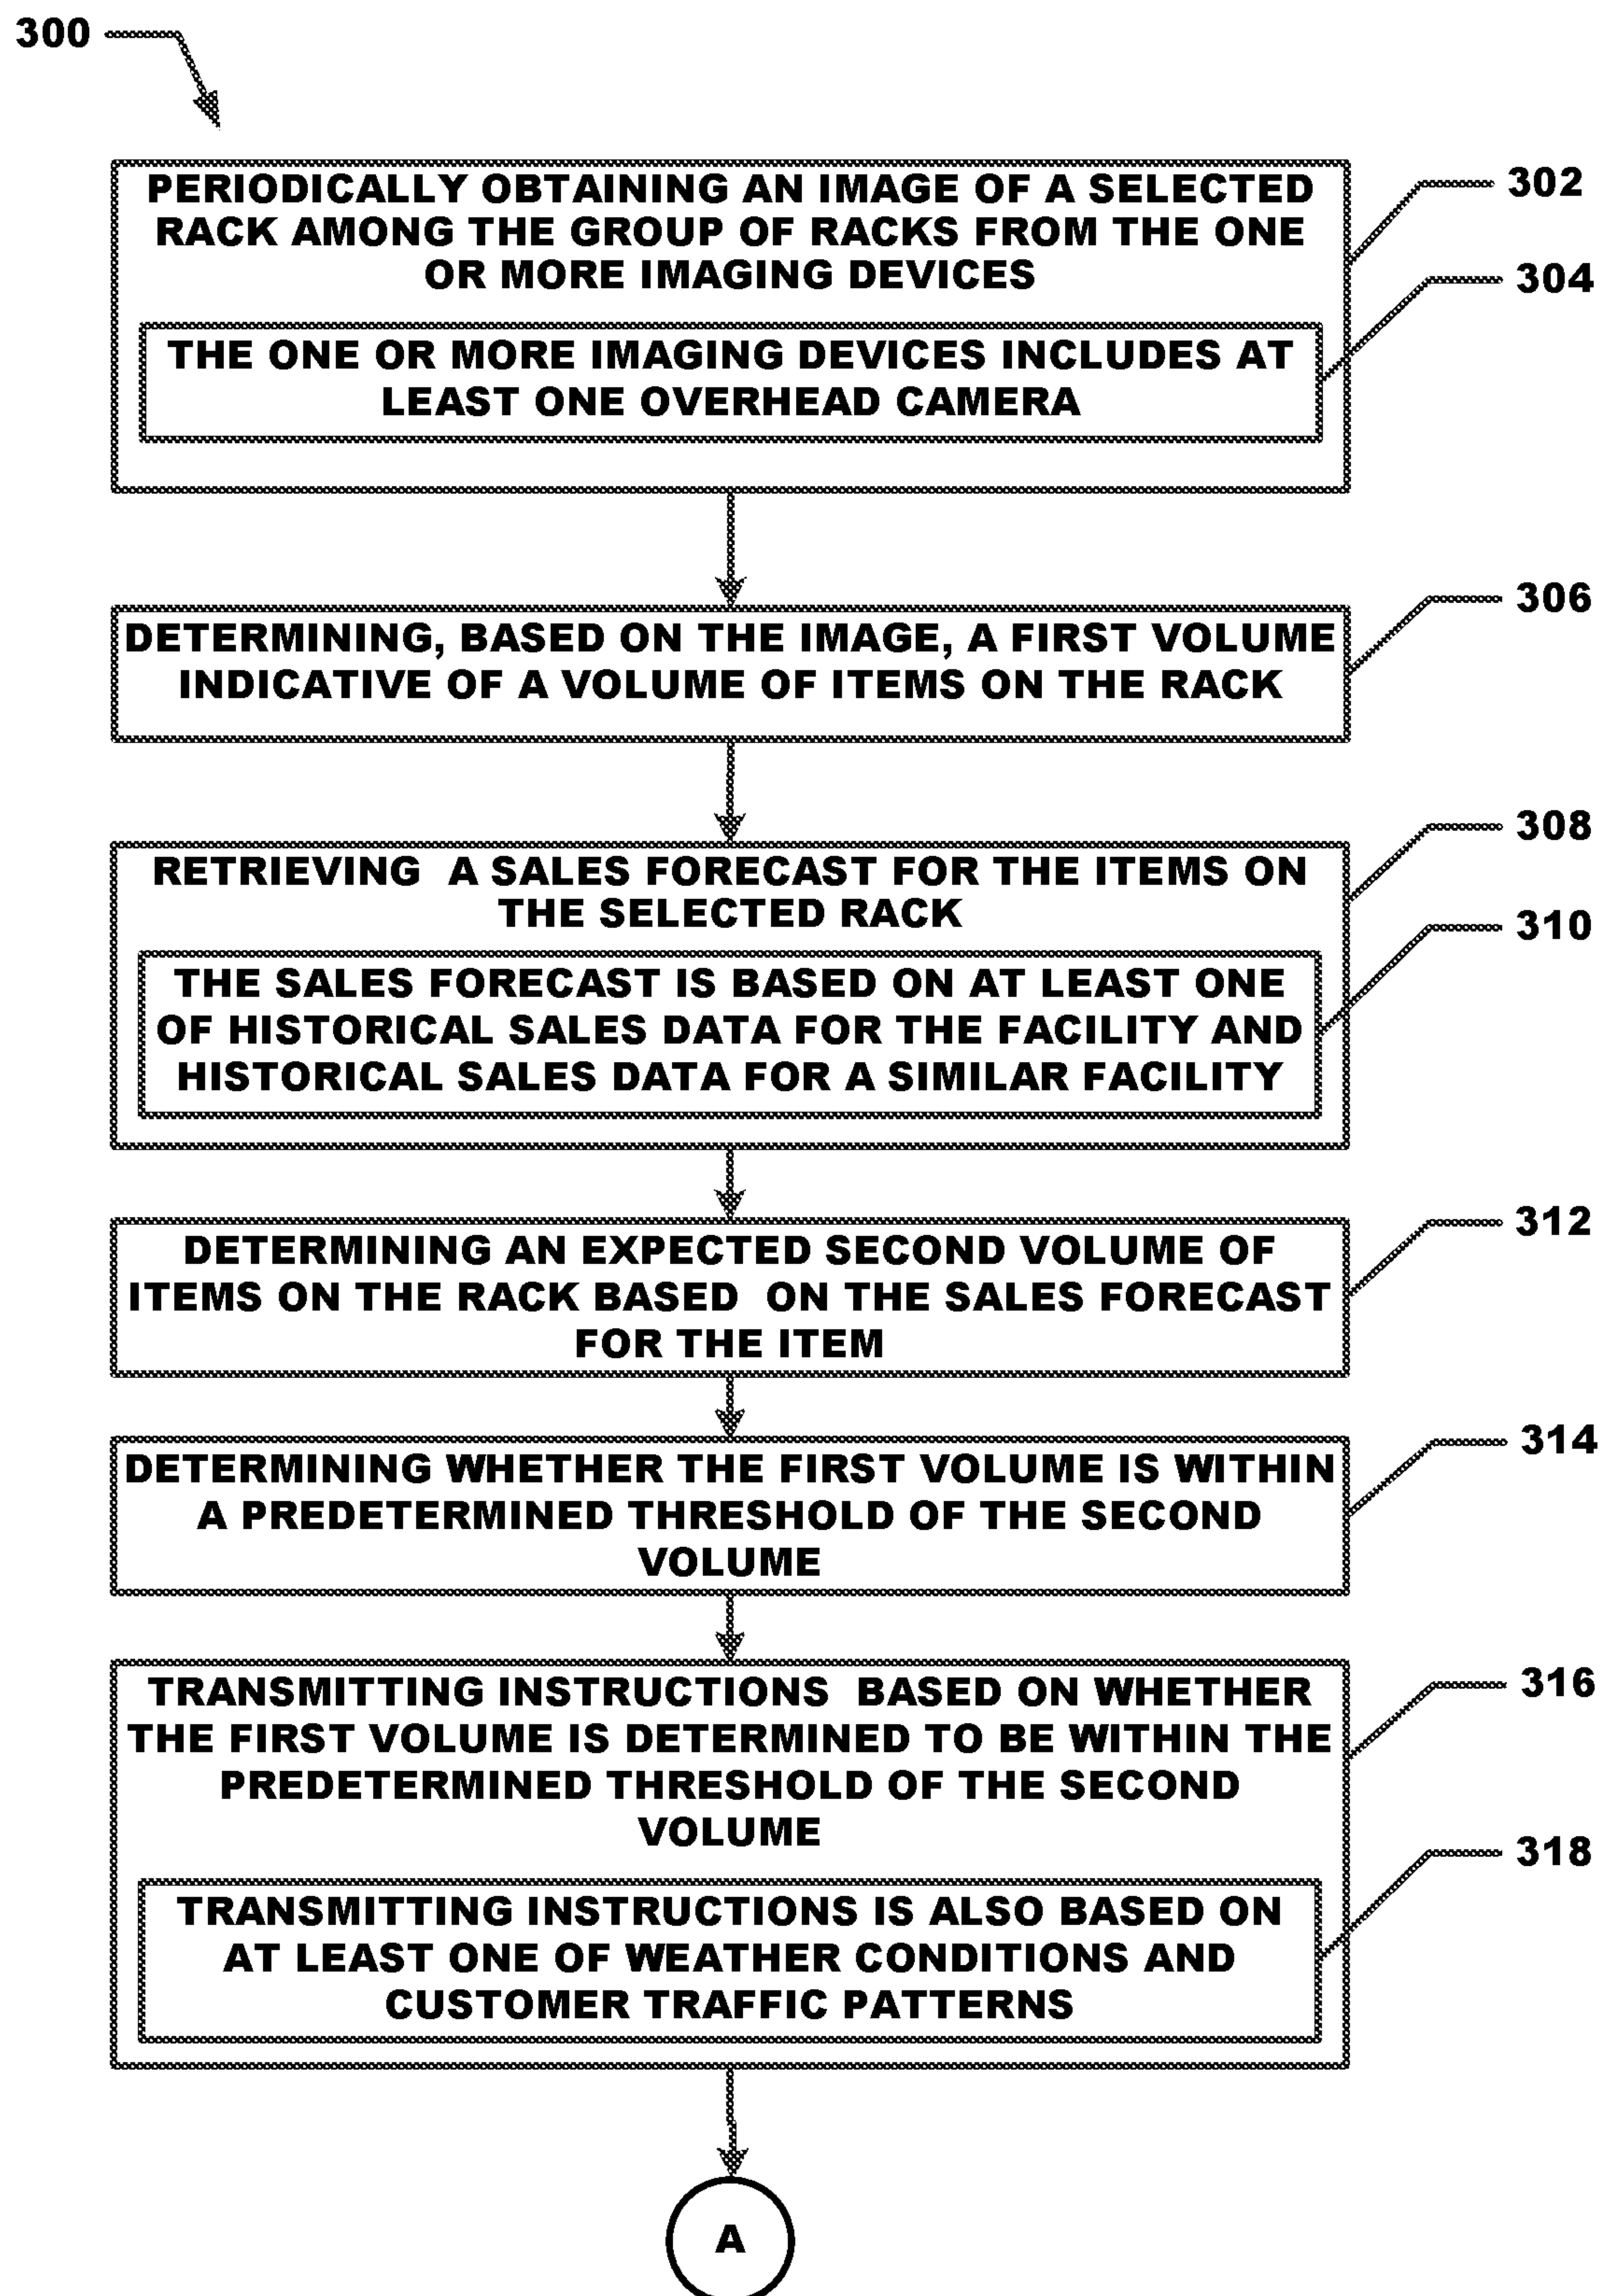 300
PERIODICALLY OBTAINING AN IMAGE OF A SELECTED
RACK AMONG THE GROUP OF RACKS FROM THE ONE
OR MORE IMAGING DEVICES
302
304
THE ONE OR MORE IMAGING DEVICES INCLUDES AT
LEAST ONE OVERHEAD CAMERA
DETERMINING, BASED ON THE IMAGE, A FIRST VOLUME
INDICATIVE OF A VOLUME OF ITEMS ON THE RACK
306
RETRIEVING A SALES FORECAST FOR THE ITEMS ON
THE SELECTED RACK
308
310
THE SALES FORECAST IS BASED ON AT LEAST ONE
OF HISTORICAL SALES DATA FOR THE FACILITY AND
HISTORICAL SALES DATA FOR A SIMILAR FACILITY
DETERMINING AN EXPECTED SECOND VOLUME OF
ITEMS ON THE RACK BASED ON THE SALES FORECAST
FOR THE ITEM
312
DETERMINING WHETHER THE FIRST VOLUME IS WITHIN
A PREDETERMINED THRESHOLD OF THE SECOND
VOLUME
314
TRANSMITTING INSTRUCTIONS BASED ON WHETHER
THE FIRST VOLUME IS DETERMINED TO BE WITHIN THE
PREDETERMINED THRESHOLD OF THE SECOND
VOLUME
316
318
TRANSMITTING INSTRUCTIONS IS ALSO BASED ON
AT LEAST ONE OF WEATHER CONDITIONS AND
CUSTOMER TRAFFIC PATTERNS
A